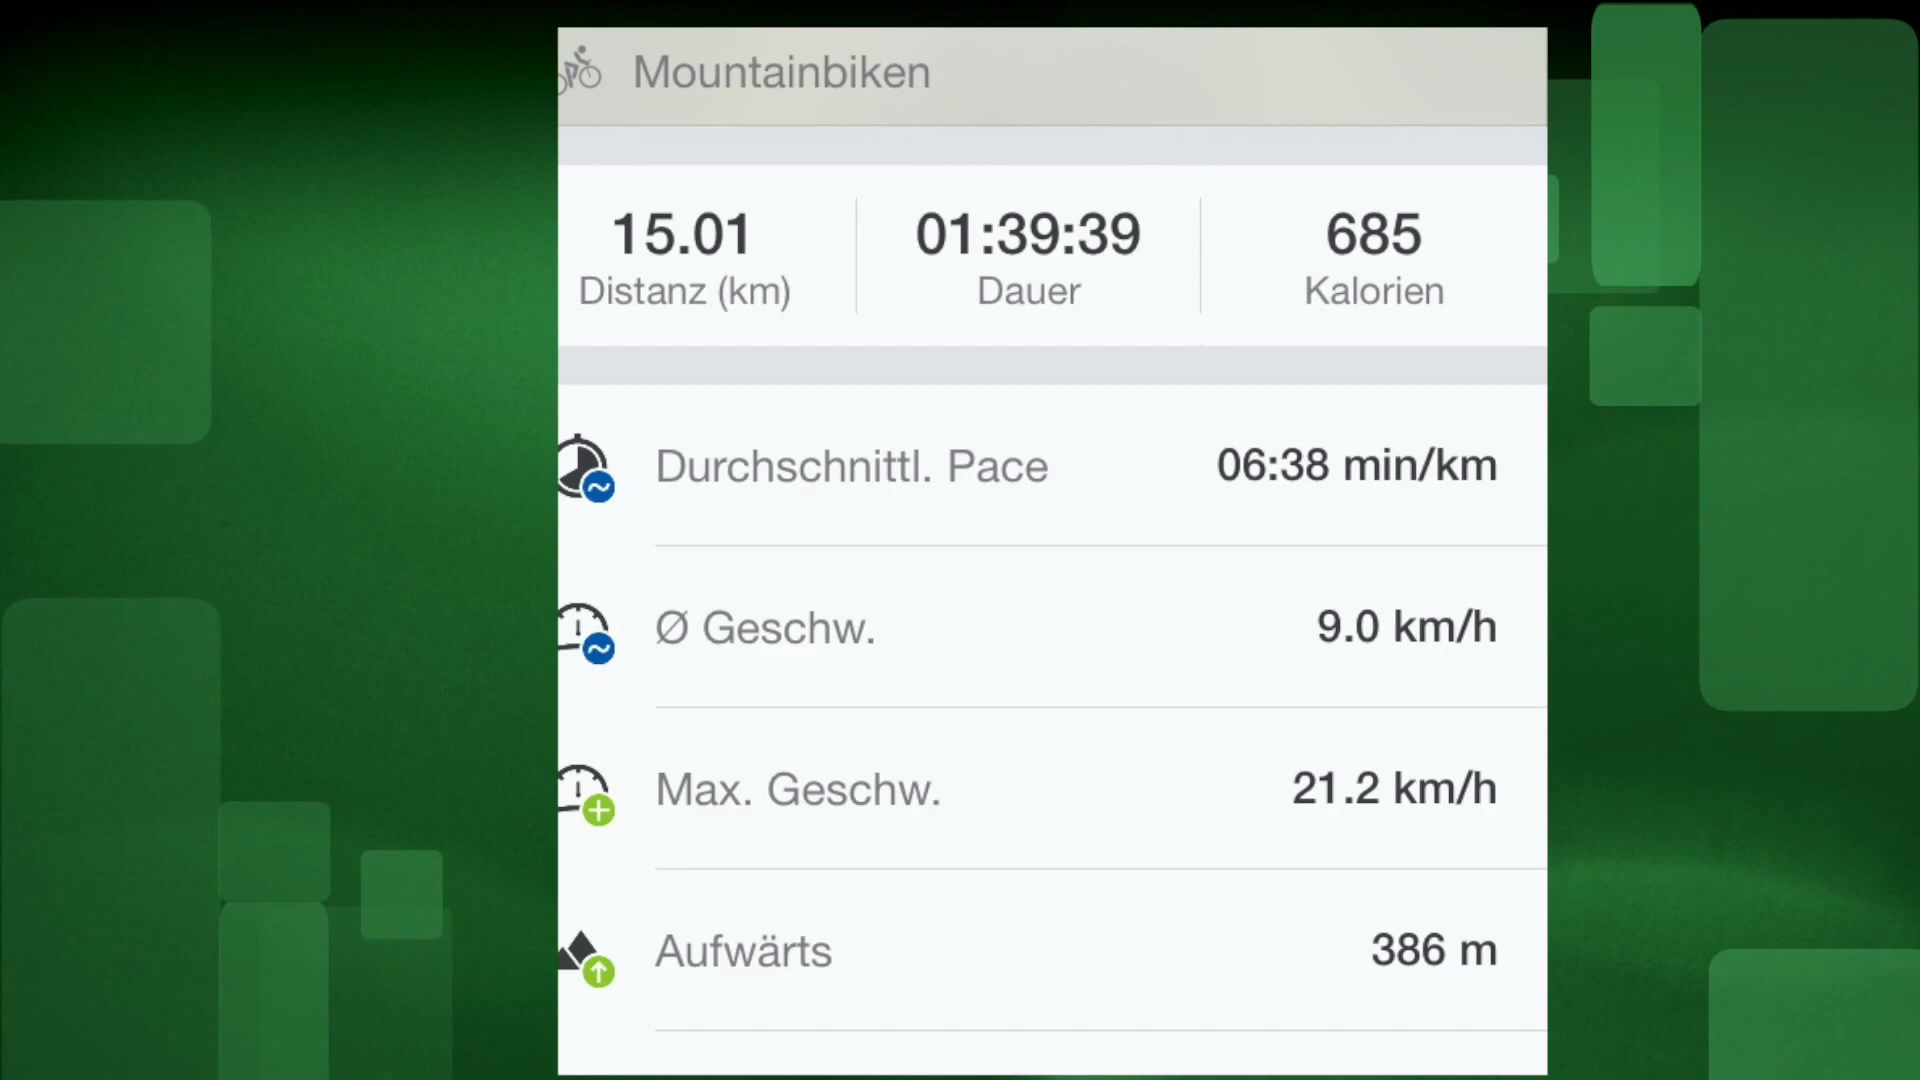 Mountainbiken
15.01 01:39:39 685
Distanz (km) Dauer Kalorien
Durchschnittl. Pace 06:38 min/km
Ø Geschw. 9.0 km/h
Max. Geschw. 21.2 km/h
Aufwärts 386 m